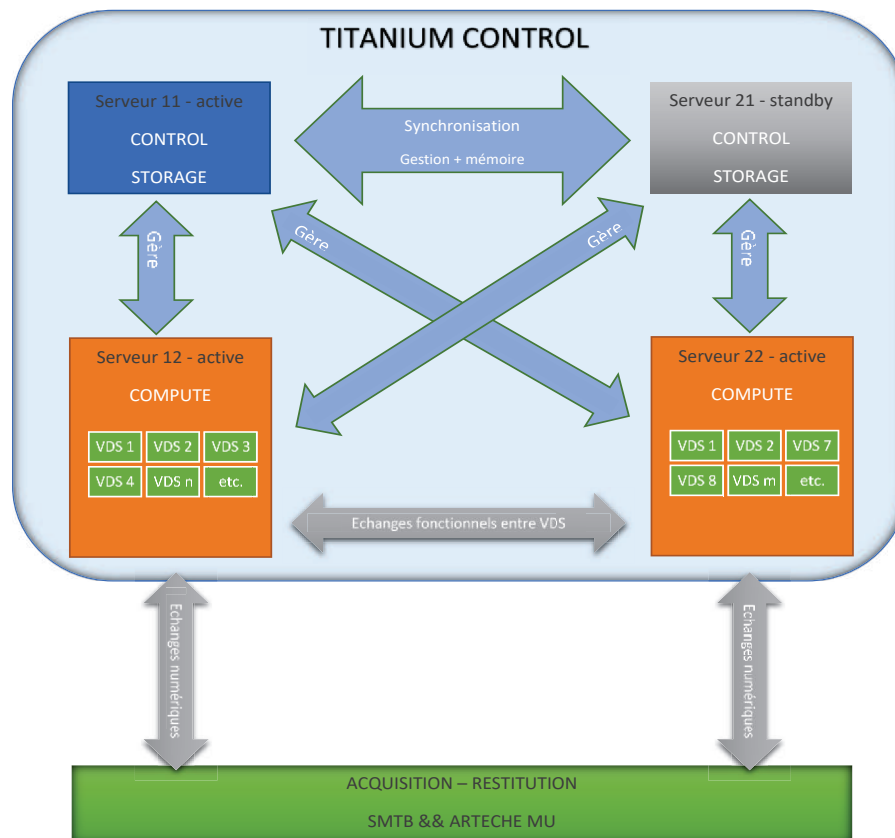 TITANIUM CONTROL
Serveur 11 - active
CONTROL
STORAGE
Synchronisation
Gestion + mémoire
Serveur 21 - standby
CONTROL
STORAGE
Gère
Gère
Gère
Gère
Serveur 12 - active
COMPUTE
VDS 1 VDS 2 VDS 3
VDS 4 VDS n etc.
Serveur 22 - active
COMPUTE
VDS 1 VDS 2 VDS 7
VDS 8 VDS m etc.
Echanges fonctionnels entre VDS
Echanges numériques
Echanges numériques
ACQUISITION – RESTITUTION
SMTB && ARTECHE MU